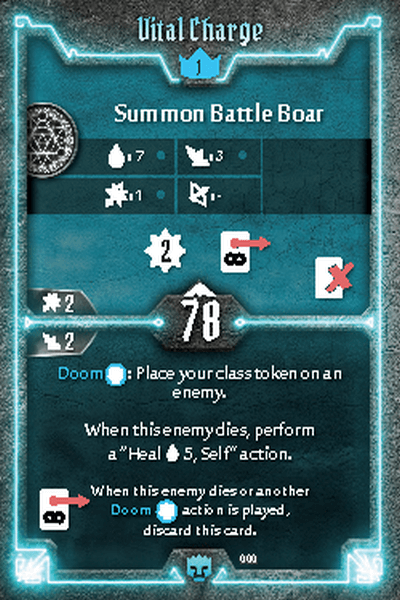 Vital Charge
1
Summon Battle Boar
: 7
: 3
: 1
: -
2
2
78
2
Doom : Place your class token on an
enemy.
When this enemy dies, perform
a "Heal 5, Self" action.
When this enemy dies or another
Doom action is played,
discard this card.